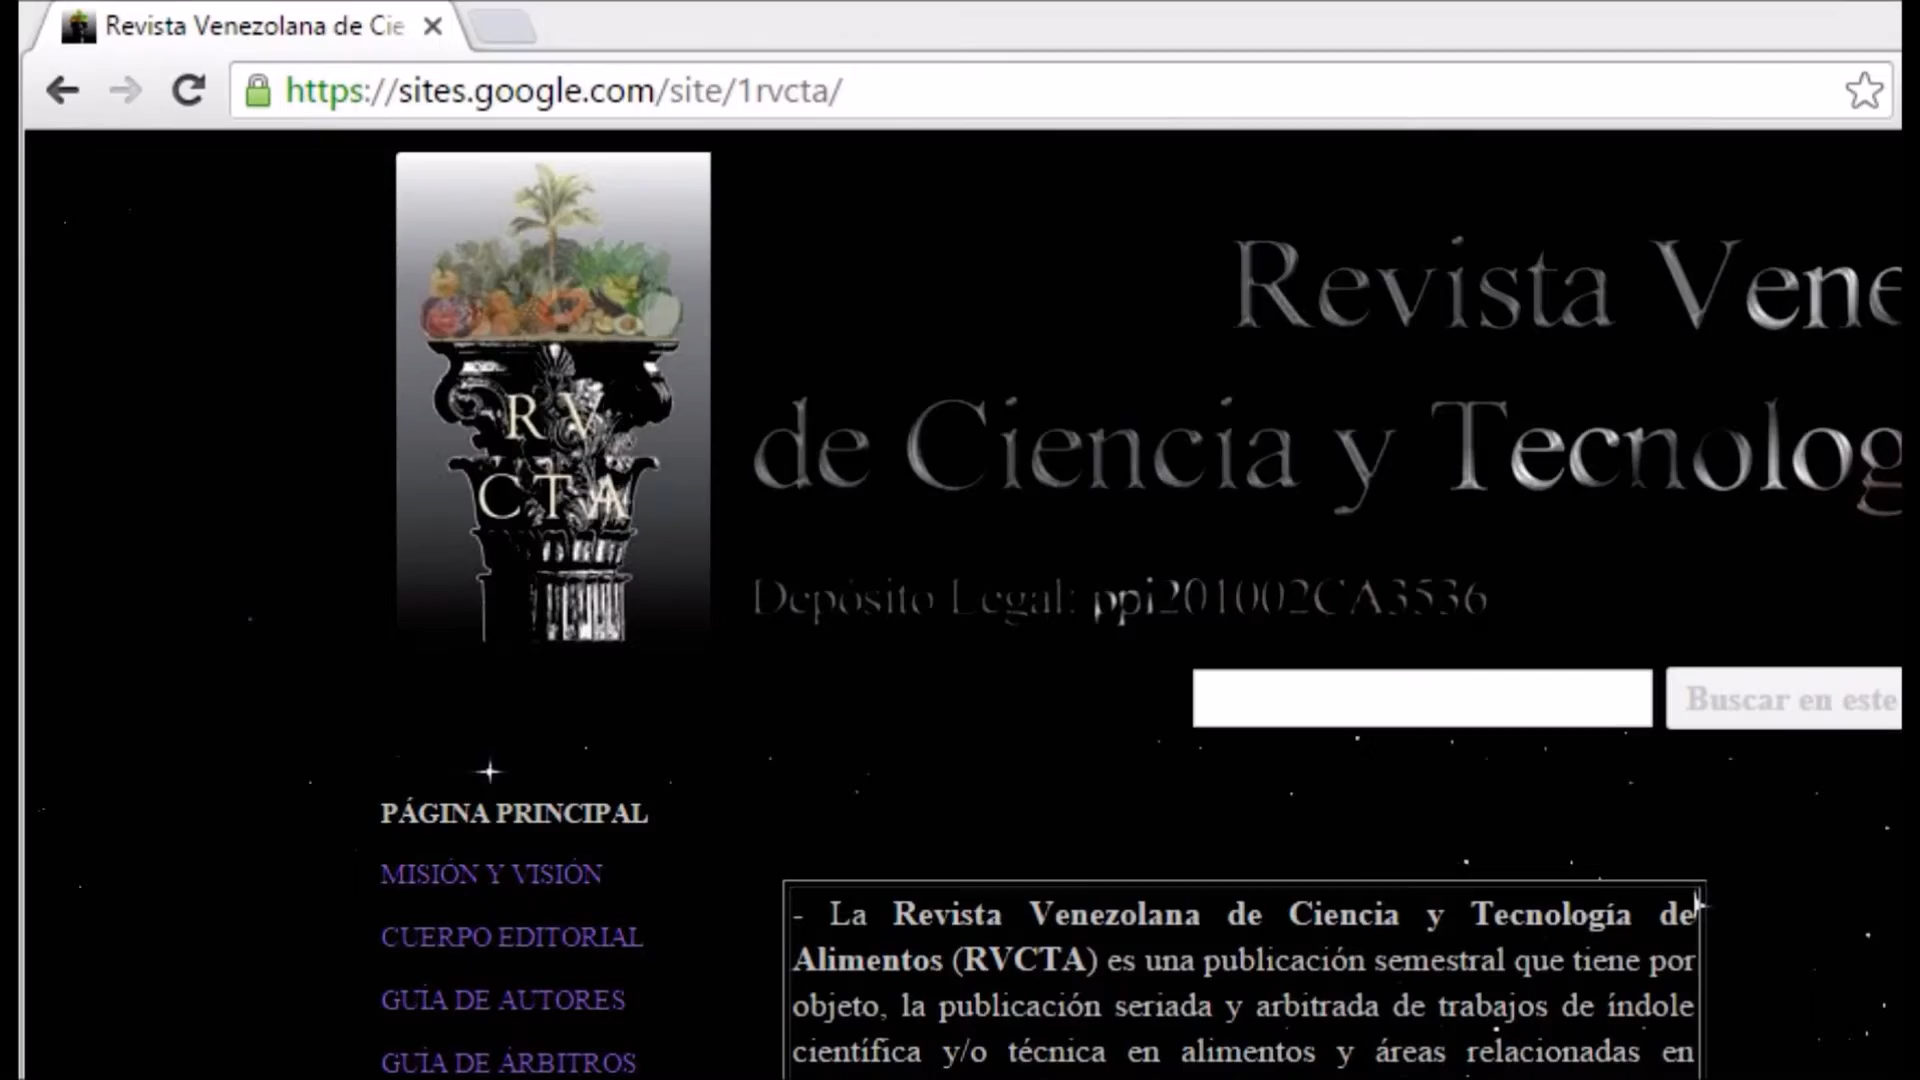 Revista Venezolana de Cie
https://sites.google.com/site/1rvcta/
R V
C T A
Revista Vene
de Ciencia y Tecnolog
Depósito Legal: ppi201002CA3536
Buscar en este
PÁGINA PRINCIPAL
MISIÓN Y VISIÓN
CUERPO EDITORIAL
GUÍA DE AUTORES
GUÍA DE ÁRBITROS
- La Revista Venezolana de Ciencia y Tecnología de
Alimentos (RVCTA) es una publicación semestral que tiene por
objeto, la publicación seriada y arbitrada de trabajos de índole
científica y/o técnica en alimentos y áreas relacionadas en